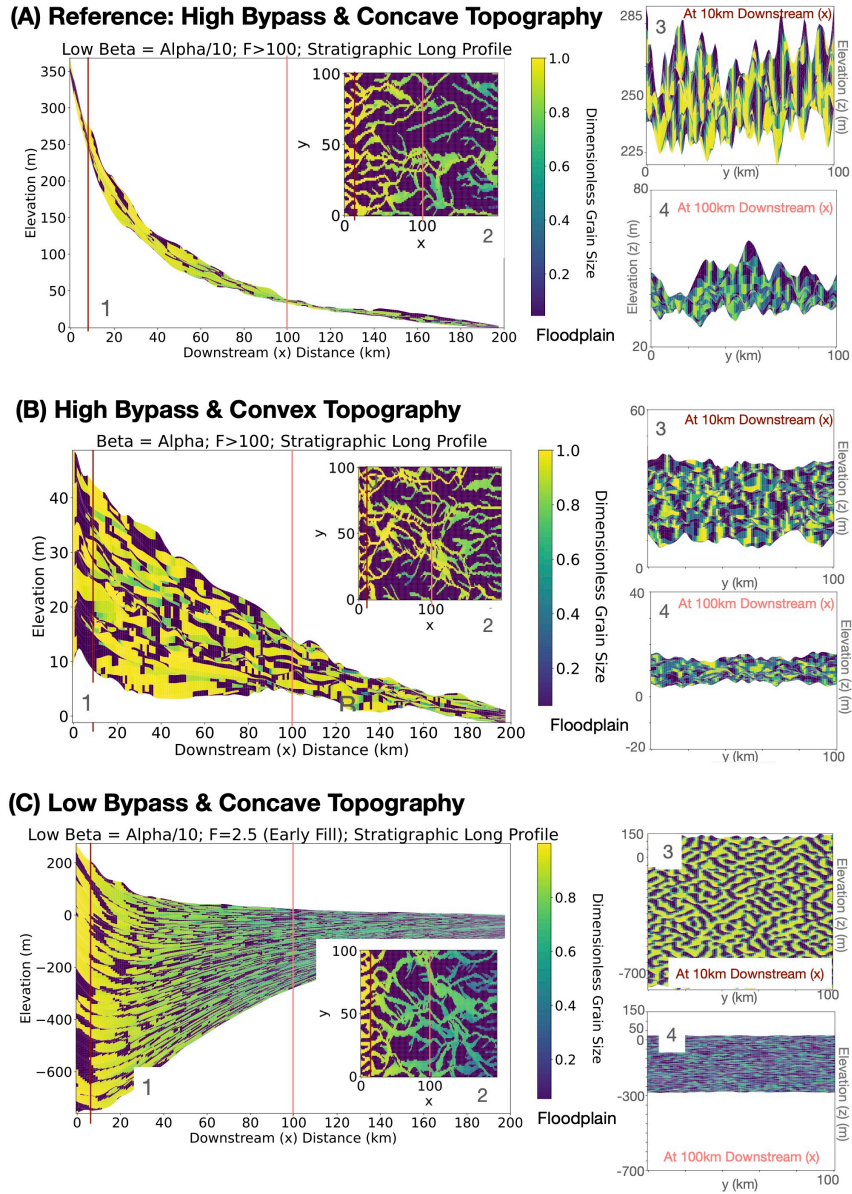 (A) Reference: High Bypass & Concave Topography
Low Beta = Alpha/10; F>100; Stratigraphic Long Profile
350
300
250
200
150
100
50
0
Elevation (m)
20 40 60 80 100 120 140 160 180 200
Downstream (x) Distance (km)
1
100
50
0
y
0 100
x
2
1.0
0.8
0.6
0.4
0.2
Dimensionless Grain Size
Floodplain
285
250
225
3
At 10km Downstream (x)
Elevation (z) (m)
0 y (km) 100
80
20
4
At 100km Downstream (x)
Elevation (z) (m)
0 y (km) 100
(B) High Bypass & Convex Topography
Beta = Alpha; F>100; Stratigraphic Long Profile
40
30
20
10
0
Elevation (m)
0 20 40 60 80 100 120 140 160 180 200
Downstream (x) Distance (km)
1
B
100
50
0
y
0 100
x
2
1.0
0.8
0.6
0.4
0.2
Dimensionless Grain Size
Floodplain
60
0
3
At 10km Downstream (x)
Elevation (z) (m)
y (km) 100
40
0
-20
4
At 100km Downstream (x)
Elevation (z) (m)
y (km) 100
(C) Low Bypass & Concave Topography
Low Beta = Alpha/10; F=2.5 (Early Fill); Stratigraphic Long Profile
200
0
−200
−400
−600
Elevation (m)
0 20 40 60 80 100 120 140 160 180 200
Downstream (x) Distance (km)
1
100
50
0
y
0 100
x
2
0.8
0.6
0.4
0.2
Dimensionless Grain Size
Floodplain
150
0
-700
3
At 10km Downstream (x)
Elevation (z) (m)
y (km) 100
150
50
0
-300
-700
4
At 100km Downstream (x)
Elevation (z) (m)
y (km) 100